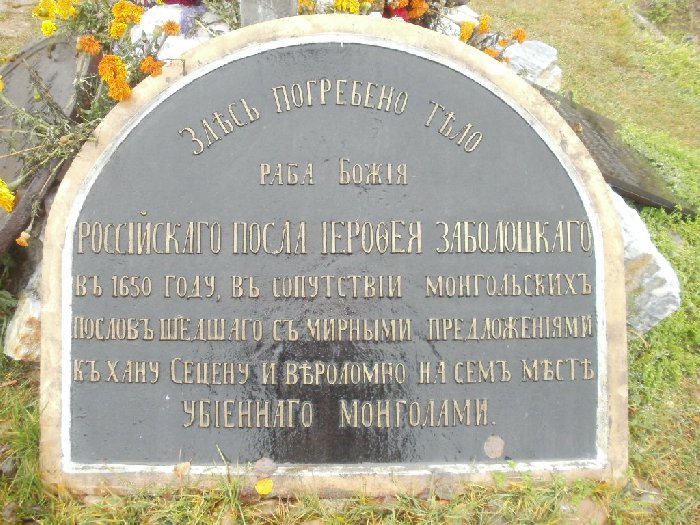 ЗДѢСЬ ПОГРЕБЕНО ТѢЛО
РАБА БОЖІЯ
РОССІЙСКАГО ПОСЛА ІЕРОѲЕЯ ЗАБОЛОЦКАГО
ВЪ 1650 ГОДУ, ВЪ СОПУТСТВІИ МОНГОЛЬСКИХЪ
ПОСЛОВЪ ШЕДШАГО СЪ МИРНЫМИ ПРЕДЛОЖЕНІЯМИ
КЪ ХАНУ СЕЦЕНУ И ВѢРОЛОМНО НА СЕМЪ МѢСТѢ
УБІЕННАГО МОНГОЛАМИ.